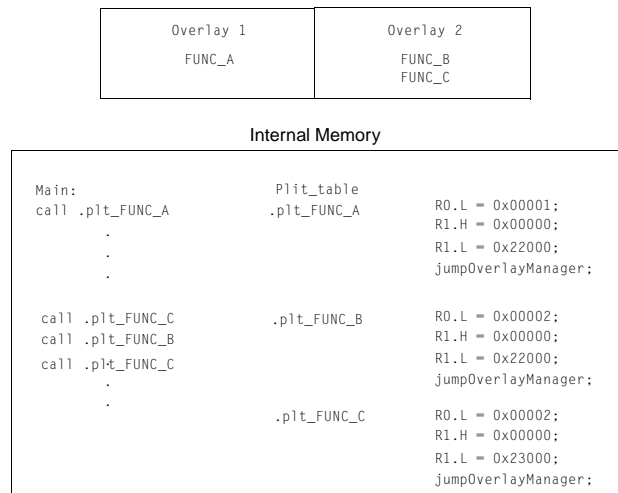 Overlay 1 Overlay 2
FUNC_A FUNC_B
FUNC_C
Internal Memory
Main: Plit_table
call .plt_FUNC_A .plt_FUNC_A R0.L = 0x00001;
. R1.H = 0x00000;
. R1.L = 0x22000;
. jumpOverlayManager;
call .plt_FUNC_C .plt_FUNC_B R0.L = 0x00002;
call .plt_FUNC_B R1.H = 0x00000;
call .plt_FUNC_C R1.L = 0x22000;
. jumpOverlayManager;
.
.
.plt_FUNC_C R0.L = 0x00002;
R1.H = 0x00000;
R1.L = 0x23000;
jumpOverlayManager;